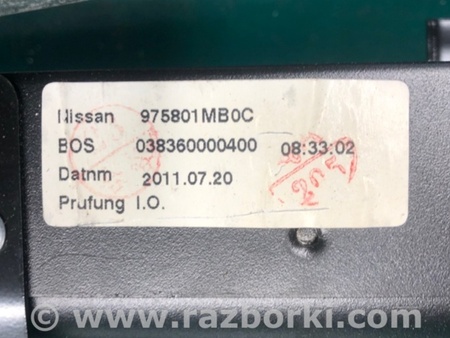 Nissan 975801MB0C
BOS 038360000400 08:33:02
Datnm 2011.07.20
Prufung I.O.
© www.razborki.com